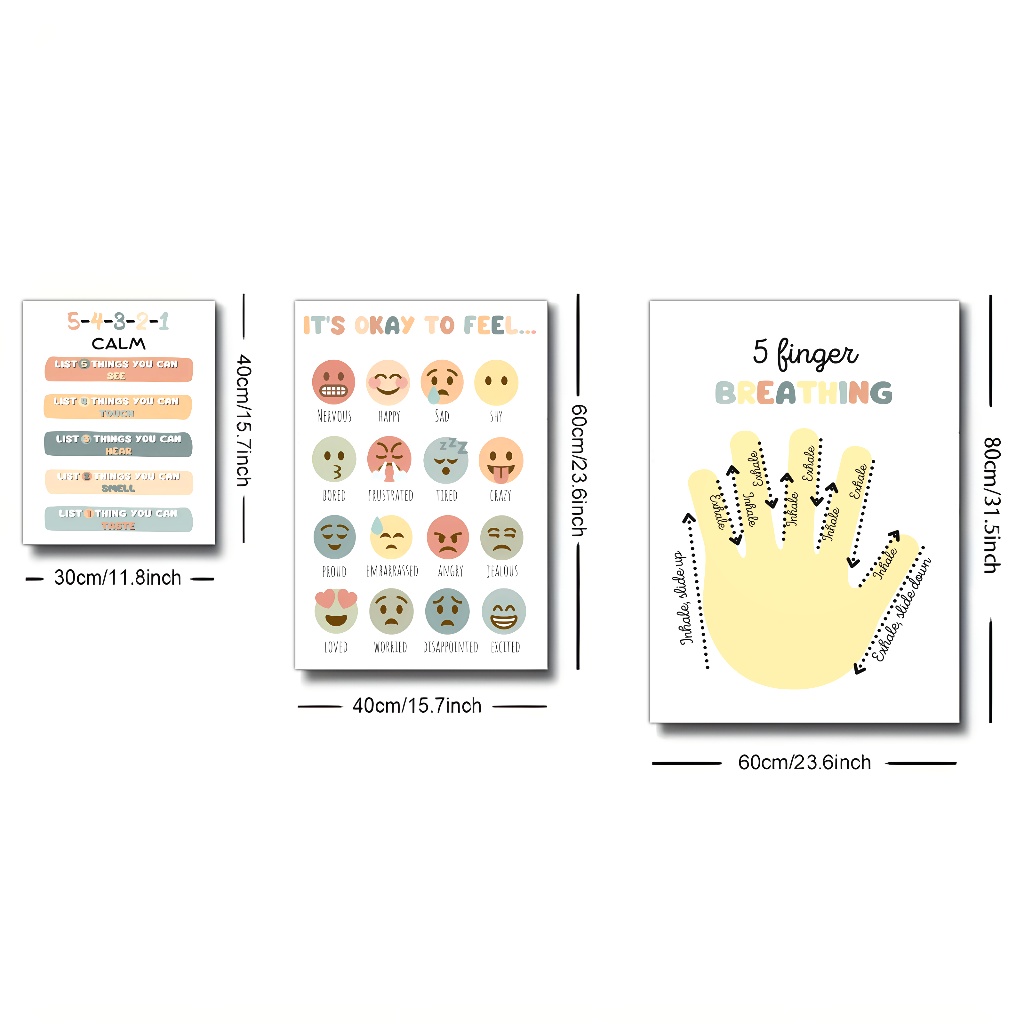 5-4-3-2-1
CALM
LIST 5 THINGS YOU CAN
SEE
LIST 4 THINGS YOU CAN
TOUCH
LIST 3 THINGS YOU CAN
HEAR
LIST 2 THINGS YOU CAN
SMELL
LIST 1 THING YOU CAN
TASTE
40cm/15.7inch
30cm/11.8inch
IT'S OKAY TO FEEL...
NERVOUS HAPPY SAD SHY
BORED FRUSTRATED TIRED CRAZY
PROUD EMBARRASSED ANGRY JEALOUS
LOVED WORRIED DISAPPOINTED EXCITED
zzz
60cm/23.6inch
40cm/15.7inch
5 finger
BREATHING
Inhale, slide up
Exhale
Inhale
Exhale
Inhale
Exhale
Inhale
Exhale
Inhale
Exhale, slide down
80cm/31.5inch
60cm/23.6inch